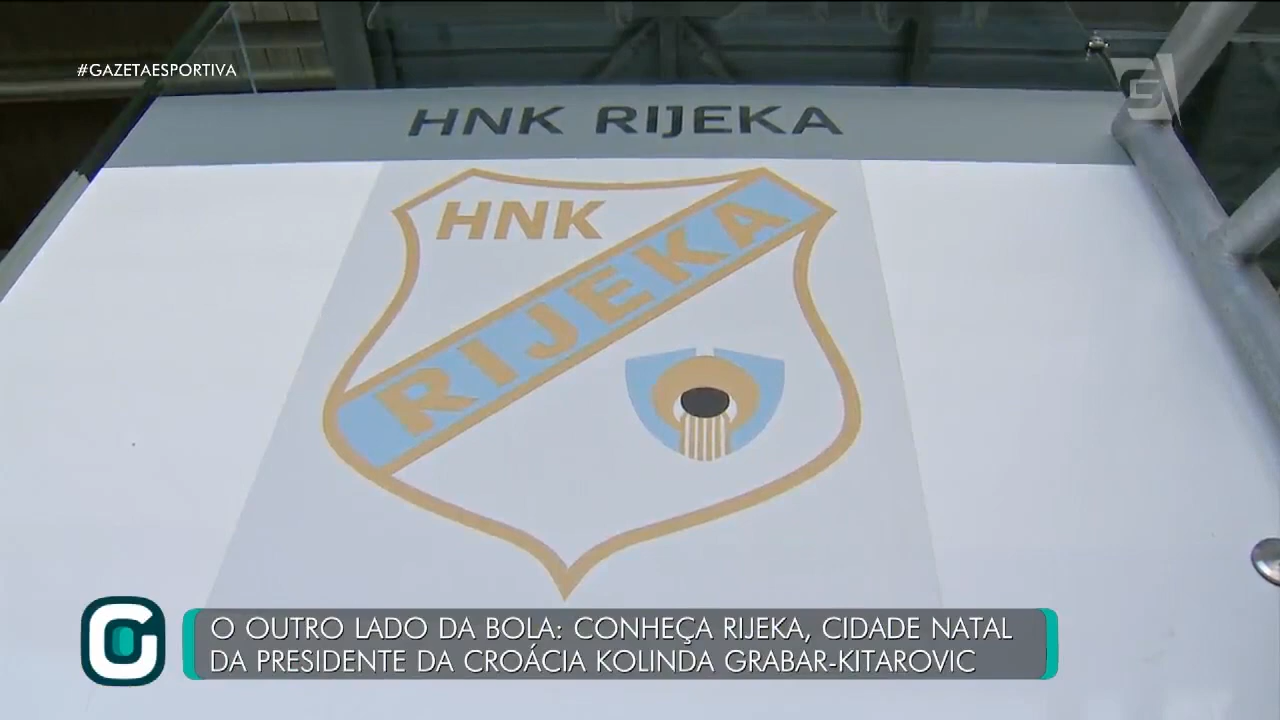 #GAZETAESPORTIVA
HNK RIJEKA
HNK
RIJEKA
O OUTRO LADO DA BOLA: CONHEÇA RIJEKA, CIDADE NATAL
DA PRESIDENTE DA CROÁCIA KOLINDA GRABAR-KITAROVIC